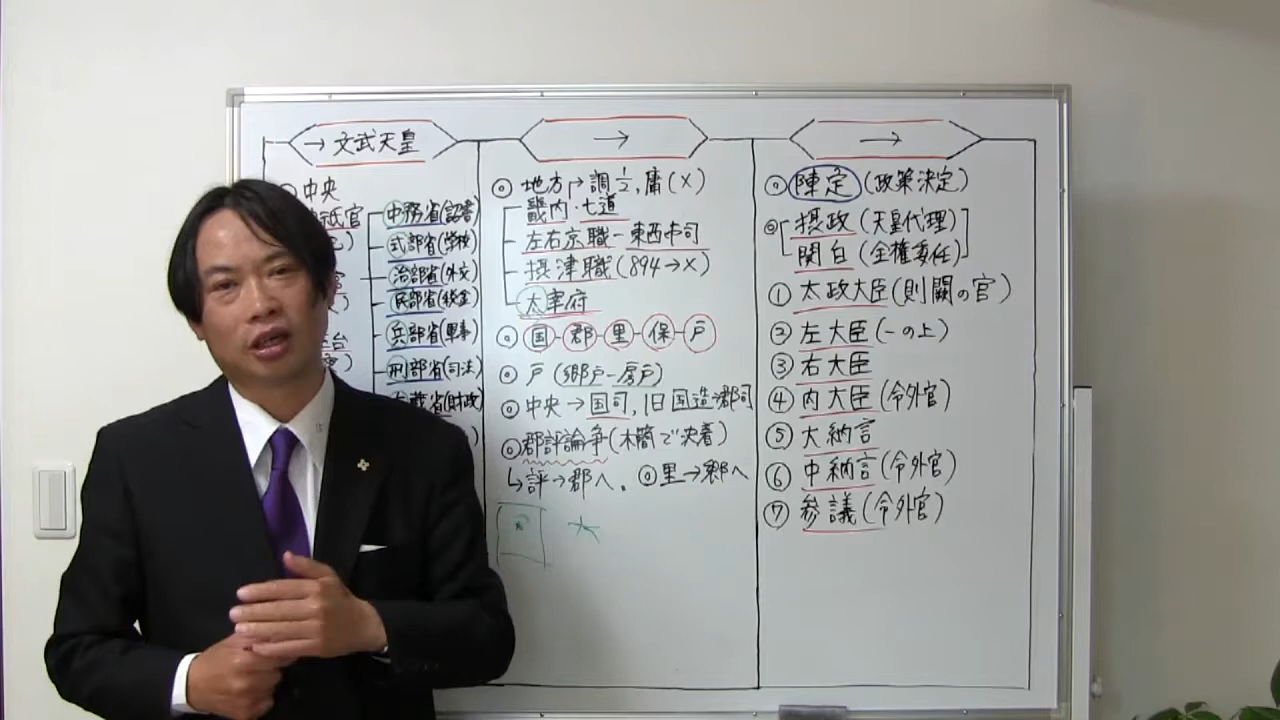 →文武天皇
◎中央
祇官
中務省(詔書)
式部省(学校)
治部省(外交)
民部省(税金)
兵部省(軍事)
刑部省(司法)
台
蔵省(財政)
→
◎地方→調1/2,庸(×)
畿内・七道
左右京職-東西市司
摂津職(894→×)
太宰府
◎国-郡-里-保-戸
◎戸(郷戸-房戸)
◎中央→国司,旧国造郡司
◎郡評論争(木簡で決着)
↳評→郡へ。◎里→郷へ
→
◎陣定(政策決定)
◎摂政(天皇代理)
関白(全権委任)
①太政大臣(則闕の官)
②左大臣(一の上)
③右大臣
④内大臣(令外官)
⑤大納言
⑥中納言(令外官)
⑦参議(令外官)